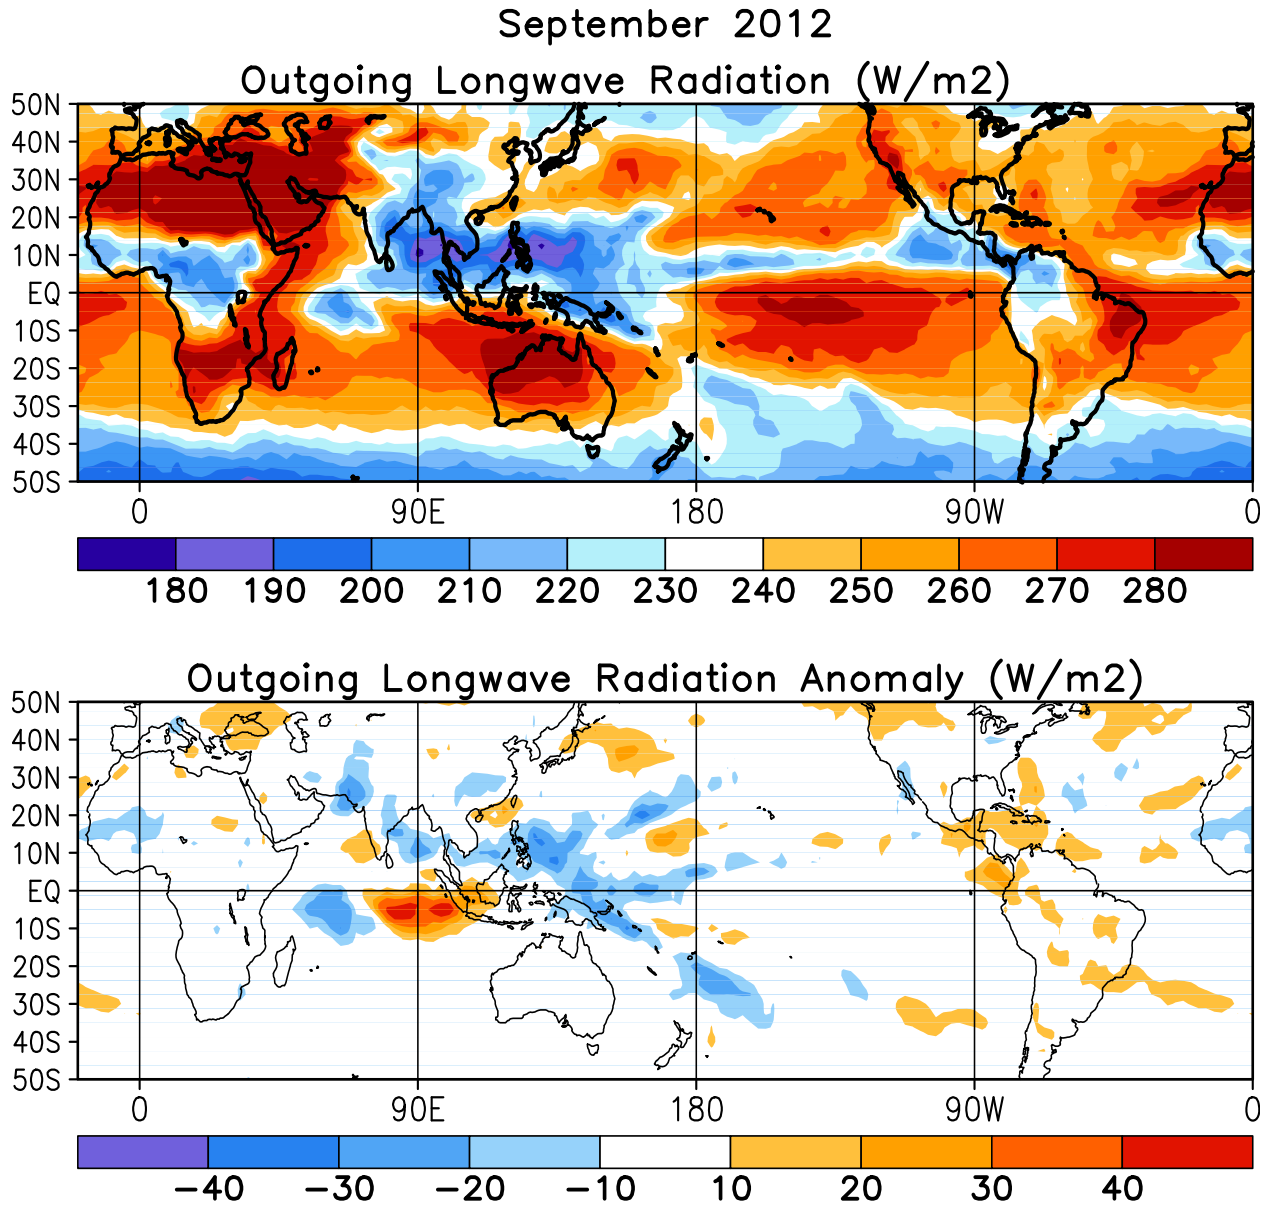 September 2012
Outgoing Longwave Radiation (W/m2)
50N
40N
30N
20N
10N
EQ
10S
20S
30S
40S
50S
0 90E 180 90W 0
180 190 200 210 220 230 240 250 260 270 280
Outgoing Longwave Radiation Anomaly (W/m2)
50N
40N
30N
20N
10N
EQ
10S
20S
30S
40S
50S
0 90E 180 90W 0
−40 −30 −20 −10 10 20 30 40